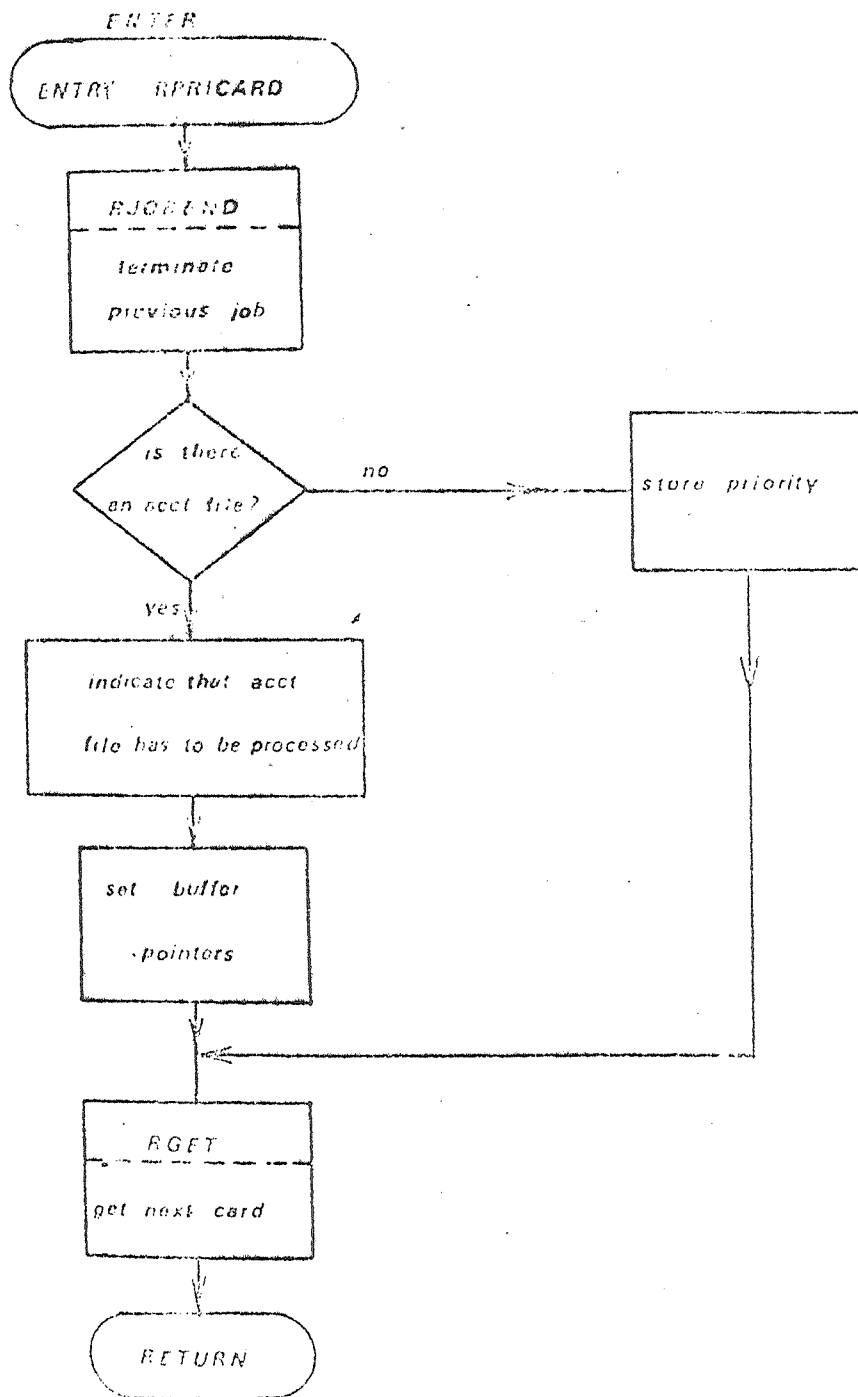 ENTER
ENTRY RPRICARD
RJOBEND
terminate
previous job
is there
an acct file?
no
store priority
yes
indicate that acct
file has to be processed
set buffer
pointers
RGET
get next card
RETURN